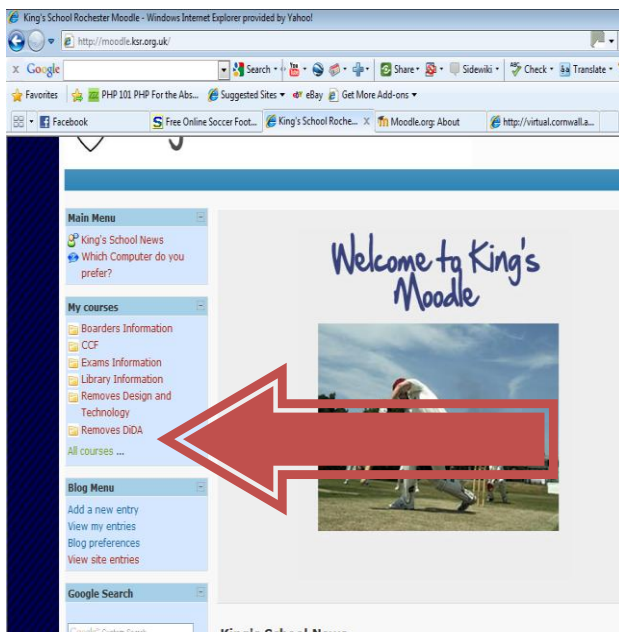 King's School Rochester Moodle - Windows Internet Explorer provided by Yahoo!
http://moodle.ksr.org.uk/
x Google Search Share Sidewiki Check Translate
Favorites PHP 101 PHP For the Abs... Suggested Sites eBay Get More Add-ons
Facebook Free Online Soccer Foot... King's School Roche... X Moodle.org: About http://virtual.cornwall.a...
Main Menu
King's School News
Which Computer do you
prefer?
My courses
Boarders Information
CCF
Exams Information
Library Information
Removes Design and
Technology
Removes DiDA
All courses ...
Blog Menu
Add a new entry
View my entries
Blog preferences
View site entries
Google Search
Welcome to King's
Moodle
King's School News